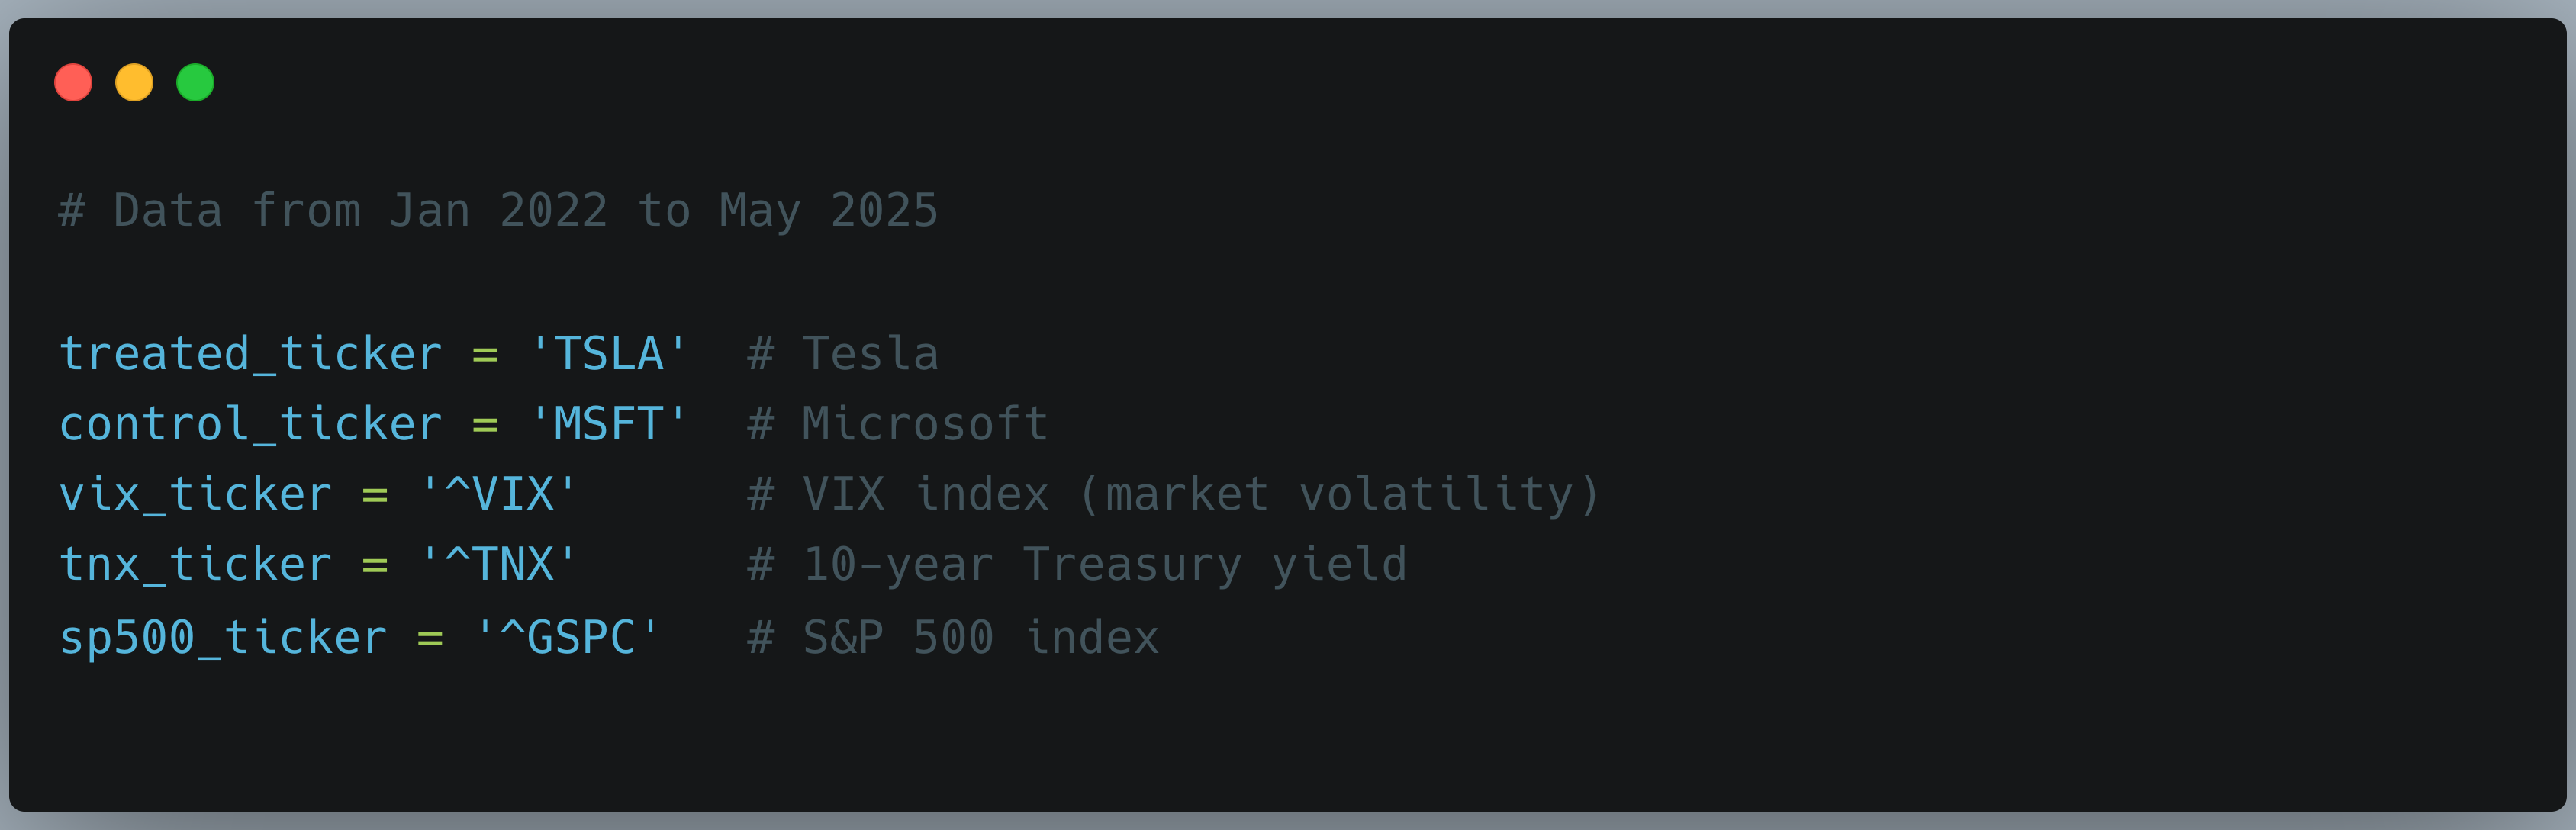 # Data from Jan 2022 to May 2025
treated_ticker = 'TSLA'  # Tesla
control_ticker = 'MSFT'  # Microsoft
vix_ticker = '^VIX'      # VIX index (market volatility)
tnx_ticker = '^TNX'      # 10-year Treasury yield
sp500_ticker = '^GSPC'   # S&P 500 index